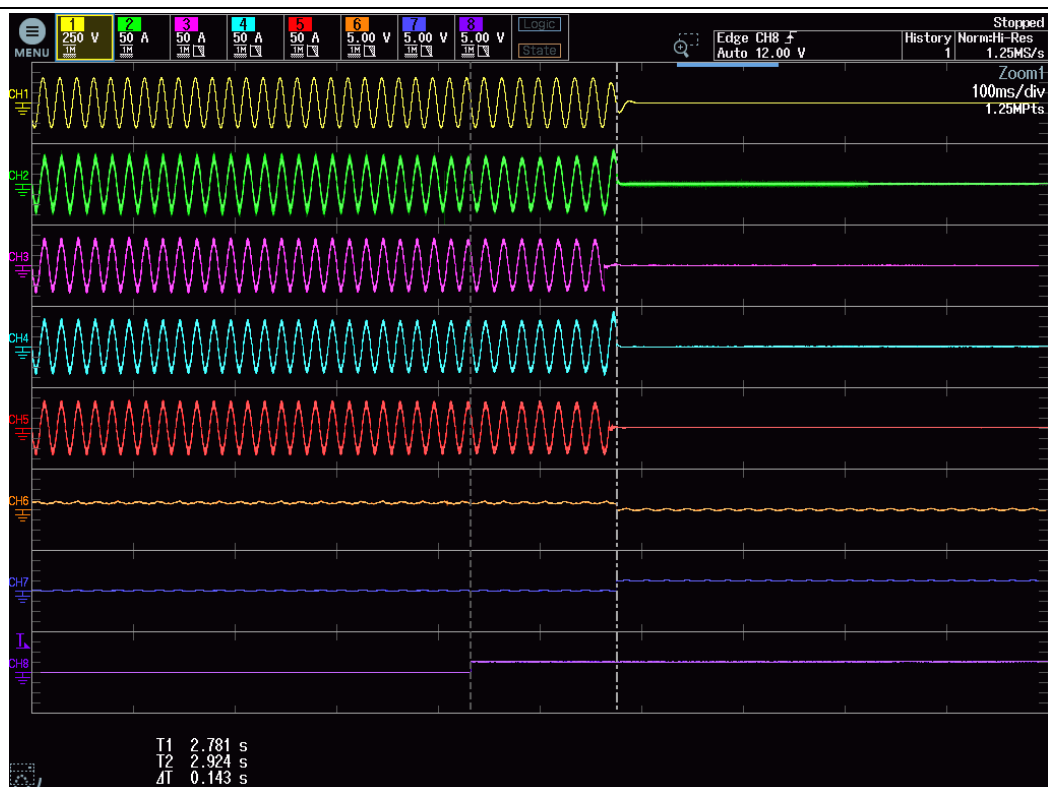 MENU
1 250 V 1M
2 50 A 1M
3 50 A 1M
4 50 A 1M
5 50 A 1M
6 5.00 V 1M
7 5.00 V 1M
8 5.00 V 1M
Logic
State
Edge CH8
Auto 12.00 V
Stopped
History 1
Norm:Hi-Res
1.25MS/s
Zoom1
100ms/div
1.25MPts
CH1
CH2
CH3
CH4
CH5
CH6
CH7
T
CH8
T1 2.781 s
T2 2.924 s
ΔT 0.143 s